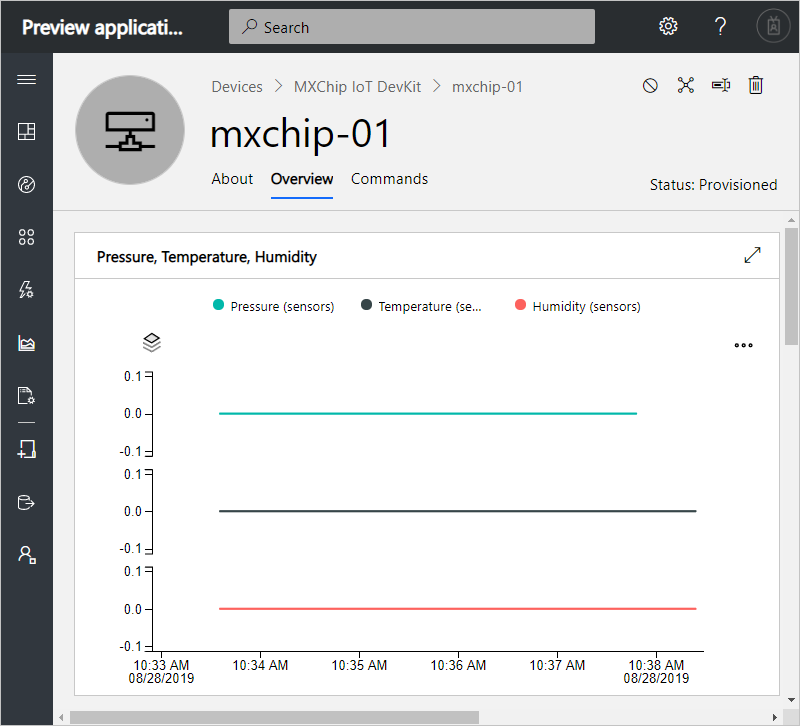 Preview applicati...
Search
?
Devices > MXChip IoT DevKit > mxchip-01
mxchip-01
About Overview Commands
Status: Provisioned
Pressure, Temperature, Humidity
Pressure (sensors) Temperature (se... Humidity (sensors)
0.1
0.0
-0.1
0.1
0.0
-0.1
0.1
0.0
-0.1
10:33 AM 10:34 AM 10:35 AM 10:36 AM 10:37 AM 10:38 AM
08/28/2019 08/28/2019